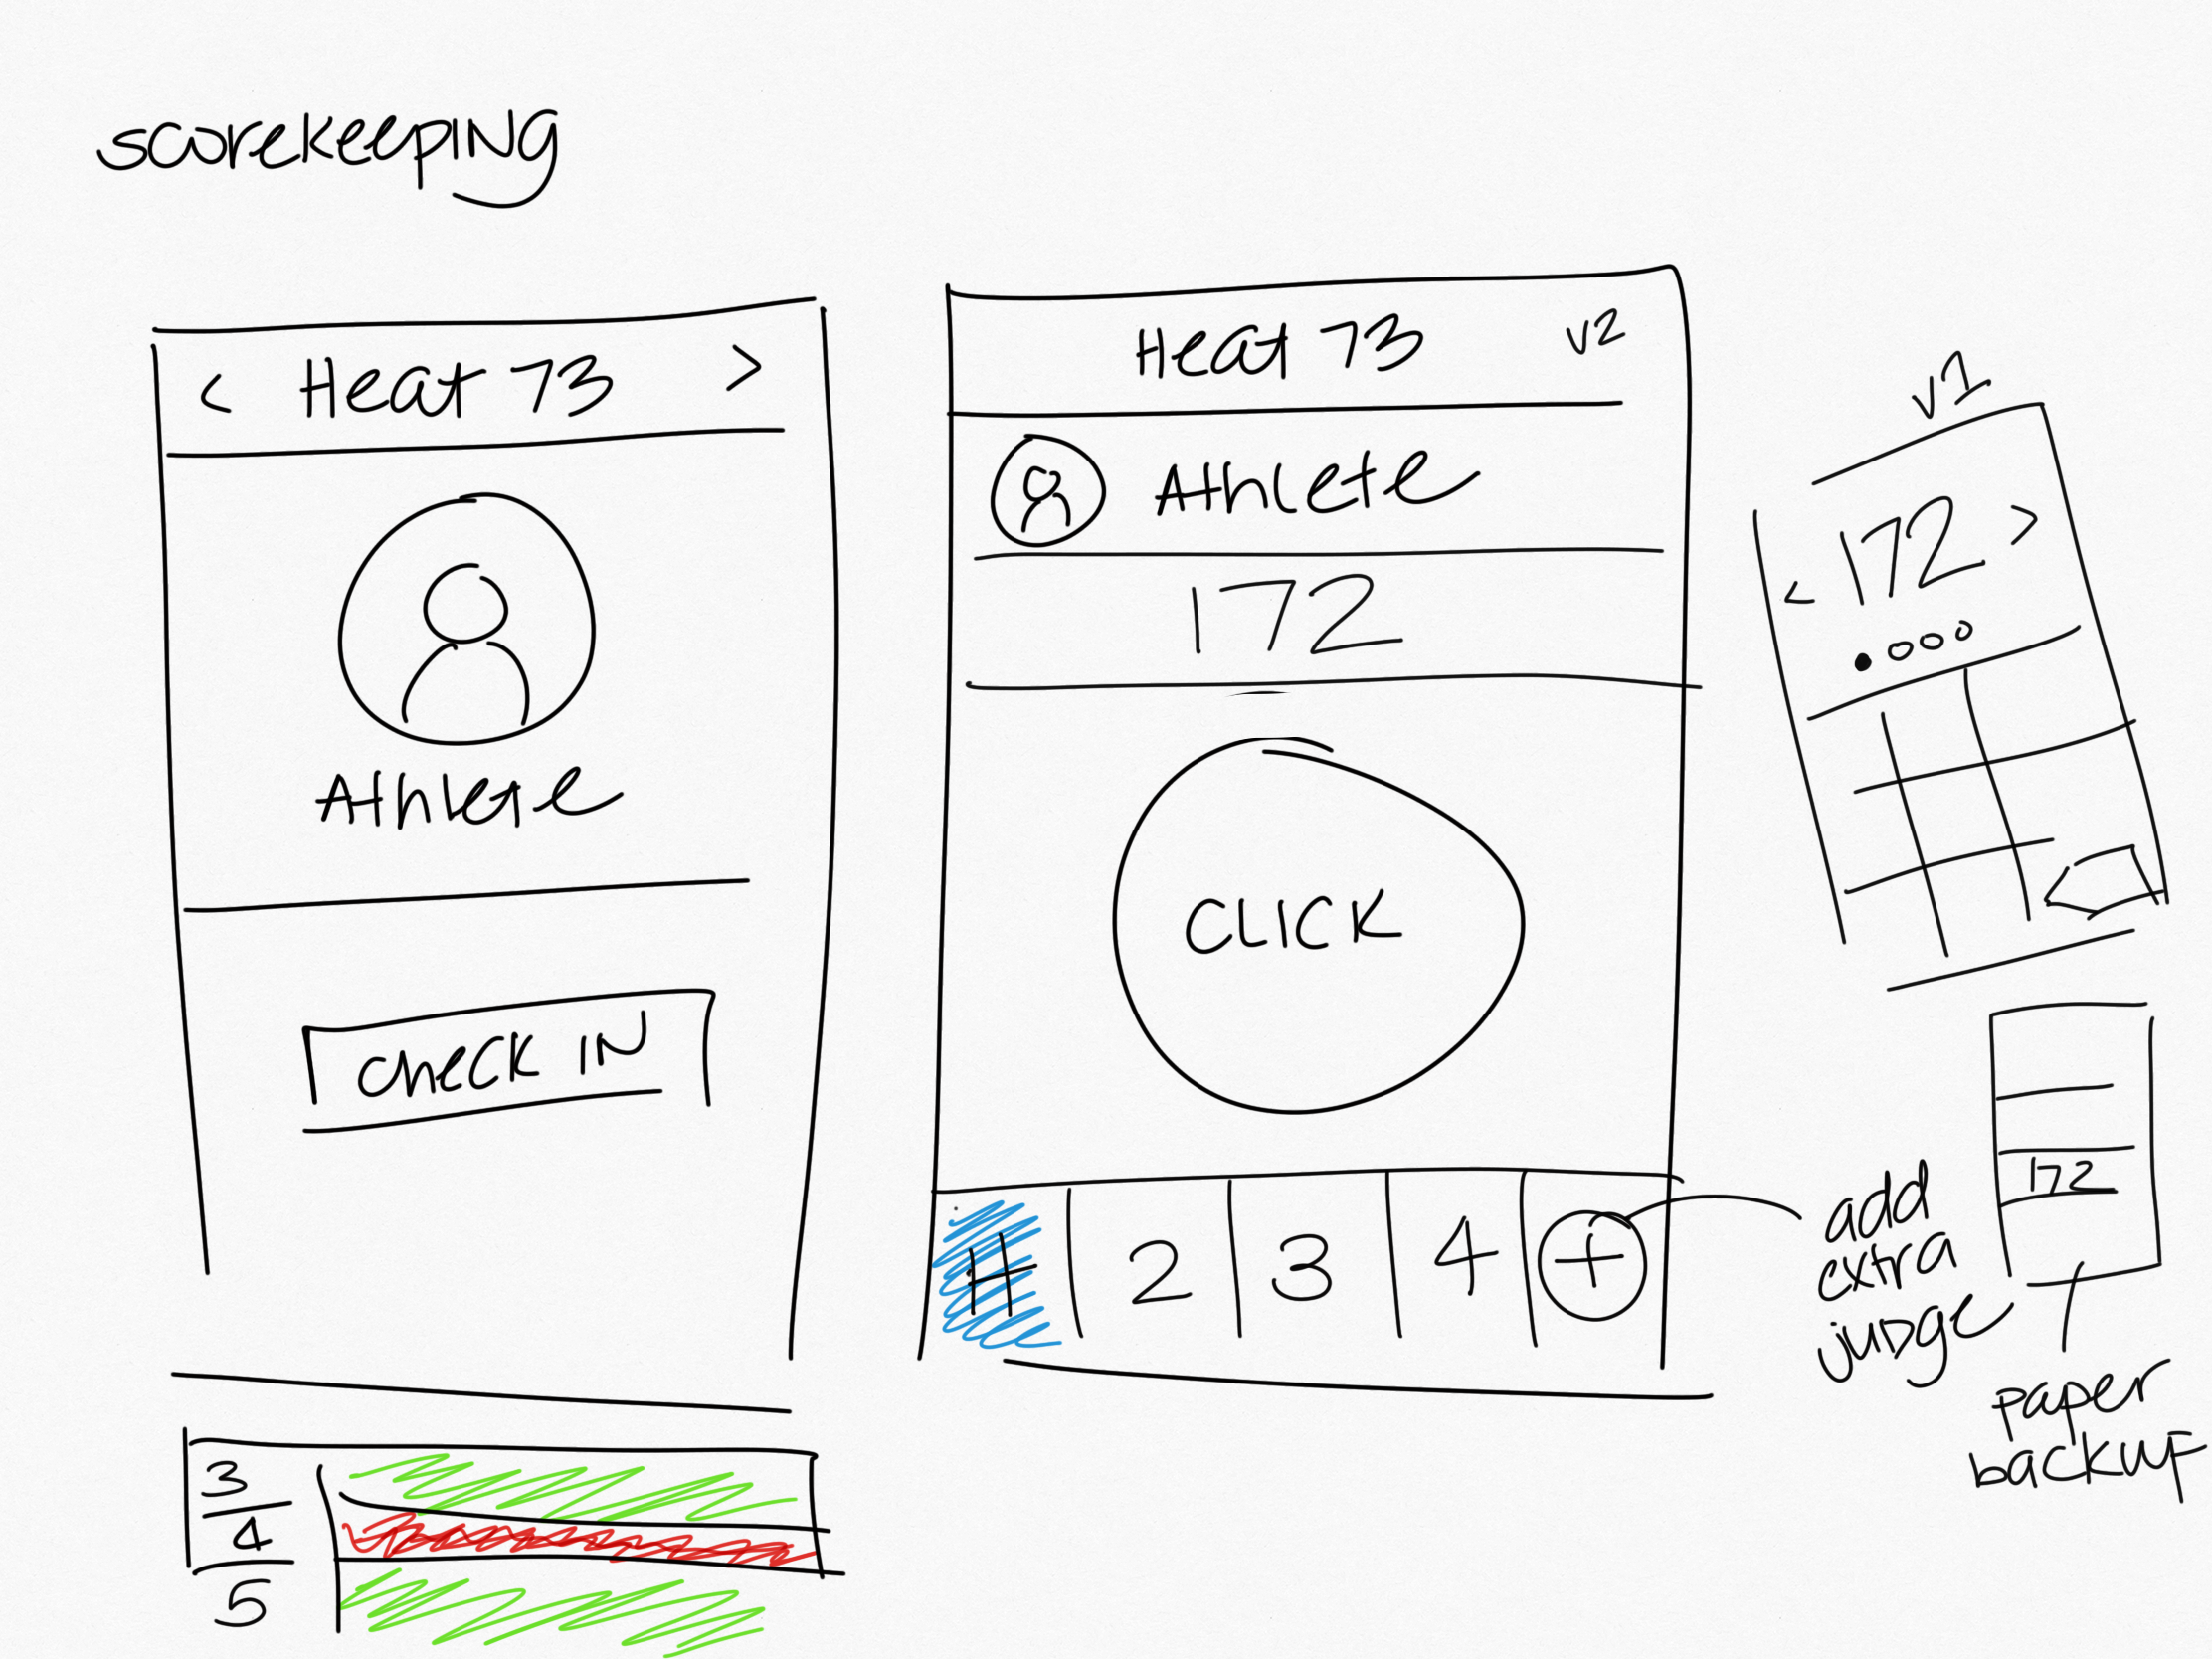 scorekeepING
< Heat 73 >
Athlete
CHECK IN
Heat 73 v2
Athlete
172
CLICK
H 2 3 4 +
v1
< 172 >
172
add
extra
judge
paper
backup
3
4
5